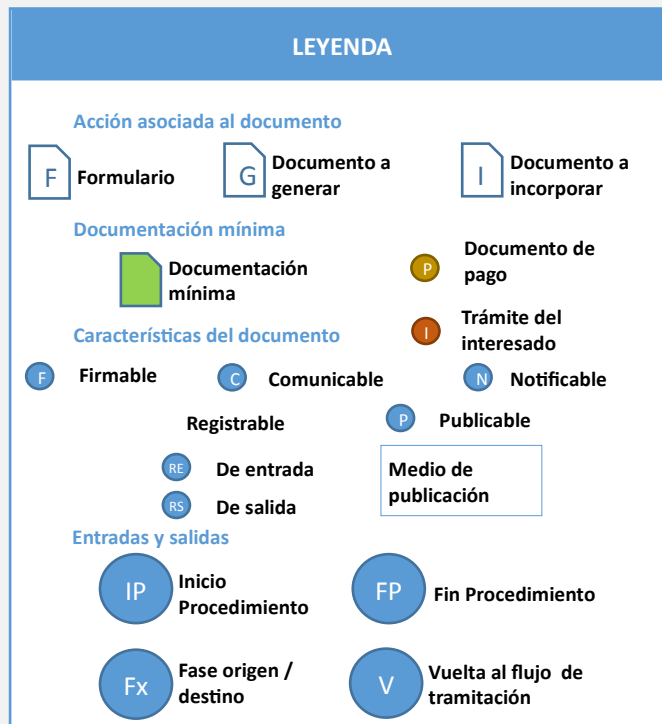 LEYENDA
Acción asociada al documento
F Formulario
G Documento a
generar
I Documento a
incorporar
Documentación mínima
Documentación
mínima
P Documento de
pago
I Trámite del
interesado
Características del documento
F Firmable
C Comunicable
N Notificable
Registrable
P Publicable
RE De entrada
RS De salida
Medio de
publicación
Entradas y salidas
IP Inicio
Procedimiento
FP Fin Procedimiento
Fx Fase origen /
destino
V Vuelta al flujo de
tramitación